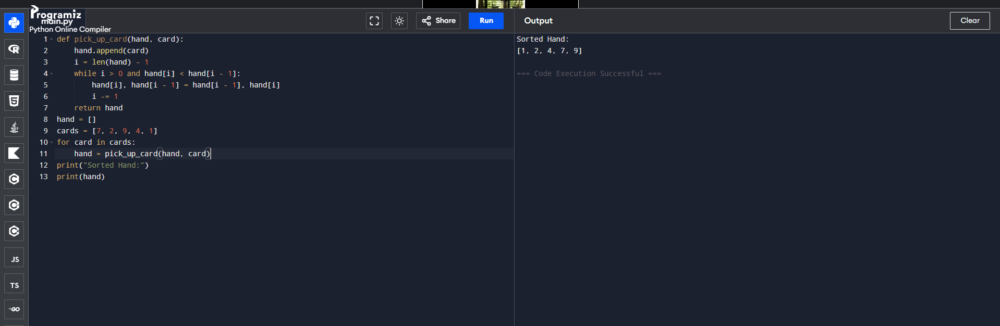 Programiz
main.py
Python Online Compiler
Share
Run
Output
Clear
1 def pick_up_card(hand, card):
2     hand.append(card)
3     i = len(hand) - 1
4     while i > 0 and hand[i] < hand[i - 1]:
5         hand[i], hand[i - 1] = hand[i - 1], hand[i]
6         i -= 1
7     return hand
8 hand = []
9 cards = [7, 2, 9, 4, 1]
10 for card in cards:
11     hand = pick_up_card(hand, card)
12 print("Sorted Hand:")
13 print(hand)
Sorted Hand:
[1, 2, 4, 7, 9]
=== Code Execution Successful ===
R
5
C
C
C
JS
TS
GO